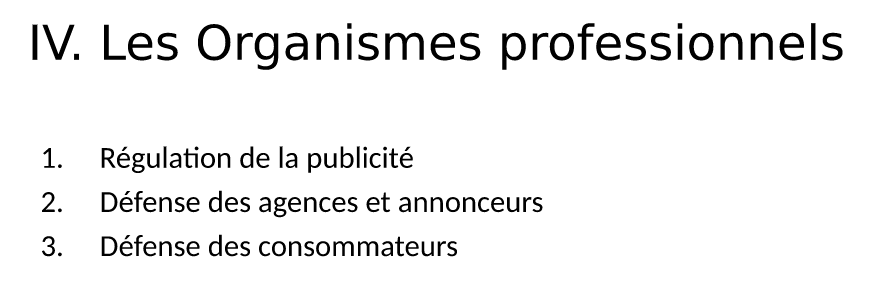 IV. Les Organismes professionnels
1. Régulation de la publicité
2. Défense des agences et annonceurs
3. Défense des consommateurs